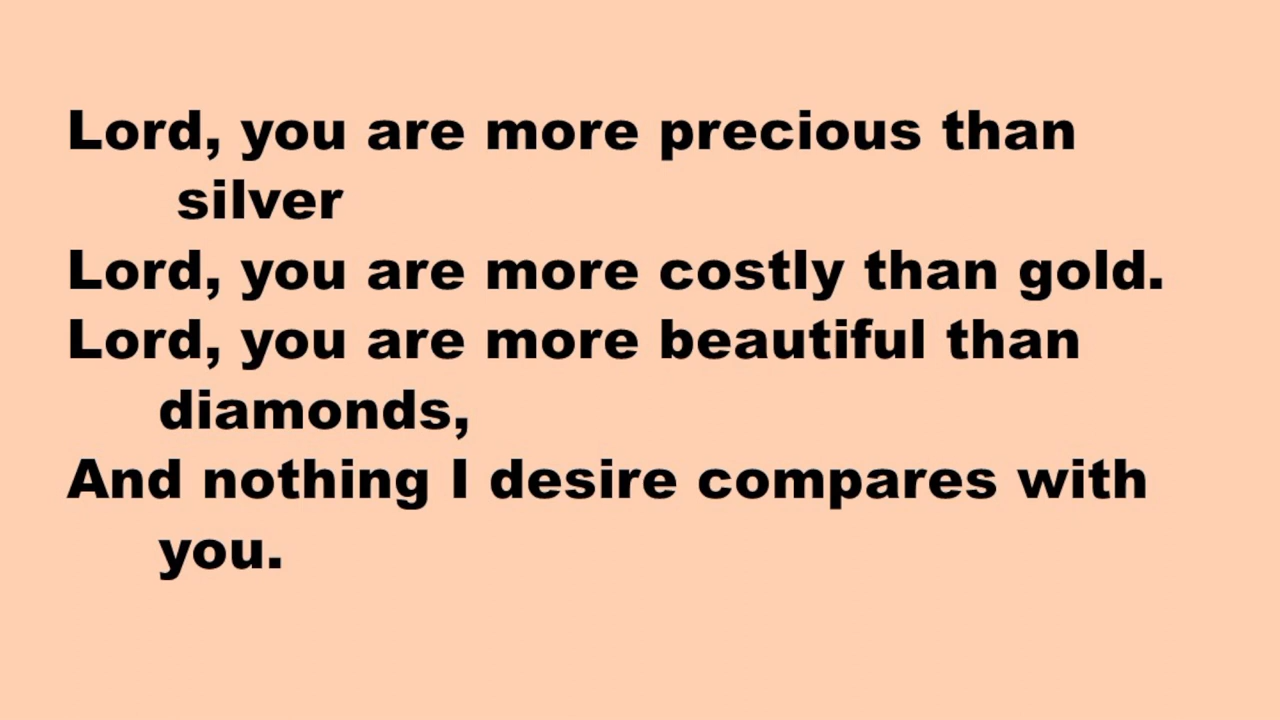 Lord, you are more precious than
silver
Lord, you are more costly than gold.
Lord, you are more beautiful than
diamonds,
And nothing I desire compares with
you.